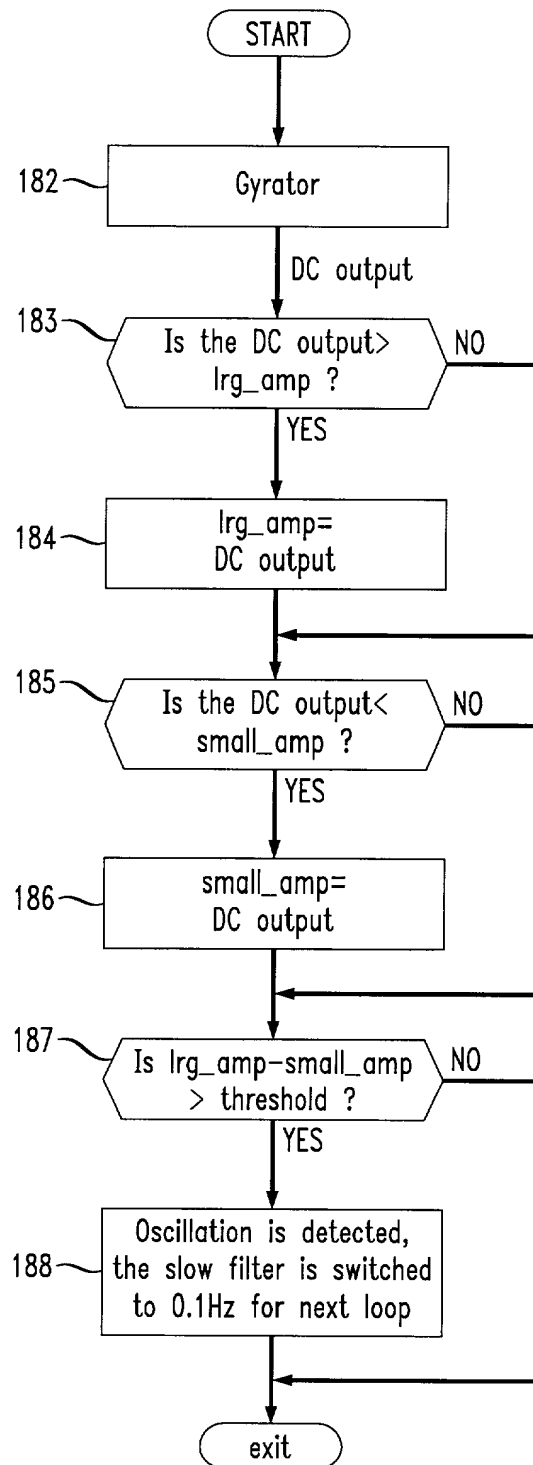 START
182
Gyrator
DC output
183
Is the DC output>
lrg_amp ?
NO
YES
184
lrg_amp=
DC output
185
Is the DC output<
small_amp ?
NO
YES
186
small_amp=
DC output
187
Is lrg_amp-small_amp
> threshold ?
NO
YES
188
Oscillation is detected,
the slow filter is switched
to 0.1Hz for next loop
exit